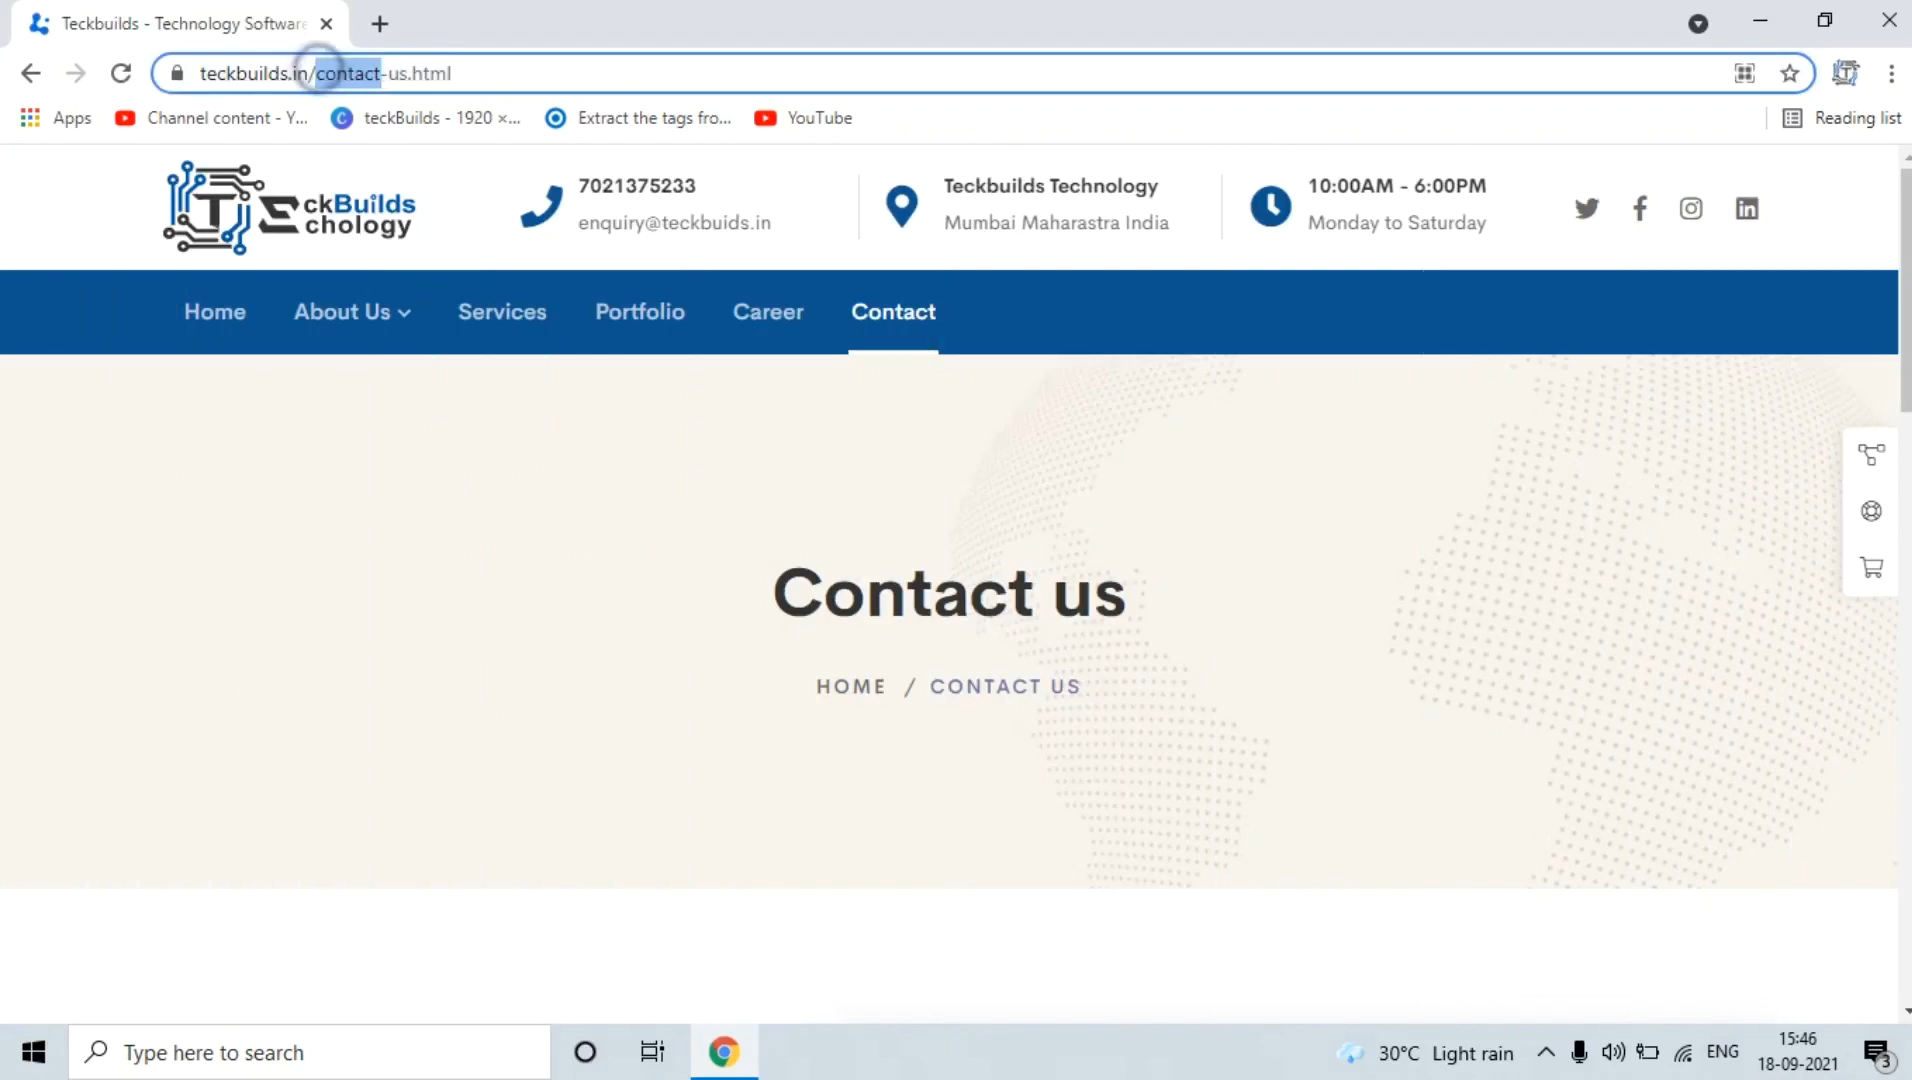 Teckbuilds - Technology Software
teckbuilds.in/contact-us.html
Apps
Channel content - Y...
teckBuilds - 1920 ×...
Extract the tags fro...
YouTube
Reading list
TEckBuilds
Echology
7021375233
enquiry@teckbuids.in
Teckbuilds Technology
Mumbai Maharastra India
10:00AM - 6:00PM
Monday to Saturday
Home
About Us
Services
Portfolio
Career
Contact
Contact us
HOME / CONTACT US
Type here to search
30°C Light rain
ENG
15:46
18-09-2021
3